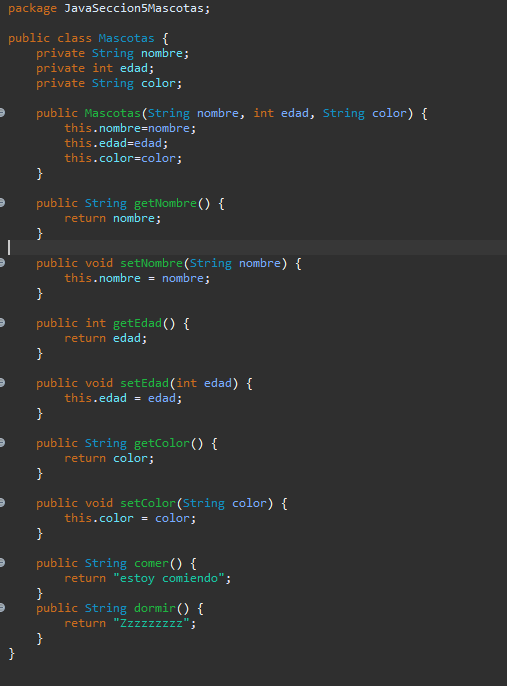 package JavaSeccion5Mascotas;
public class Mascotas {
private String nombre;
private int edad;
private String color;
public Mascotas(String nombre, int edad, String color) {
this.nombre=nombre;
this.edad=edad;
this.color=color;
}
public String getNombre() {
return nombre;
}
public void setNombre(String nombre) {
this.nombre = nombre;
}
public int getEdad() {
return edad;
}
public void setEdad(int edad) {
this.edad = edad;
}
public String getColor() {
return color;
}
public void setColor(String color) {
this.color = color;
}
public String comer() {
return "estoy comiendo";
}
public String dormir() {
return "Zzzzzzzzz";
}
}